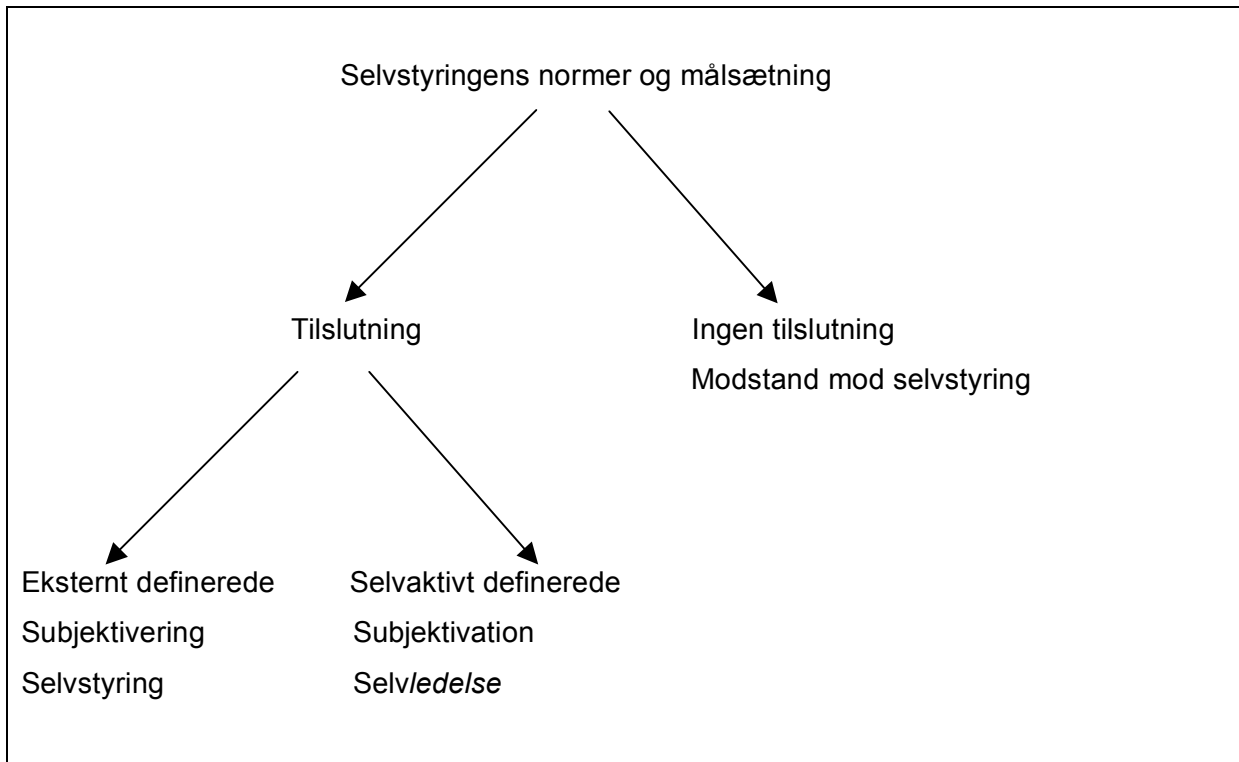 Selvstyringens normer og målsætning
Tilslutning
Ingen tilslutning
Modstand mod selvstyring
Eksternt definerede
Subjektivering
Selvstyring
Selvaktivt definerede
Subjektivation
Selvledelse